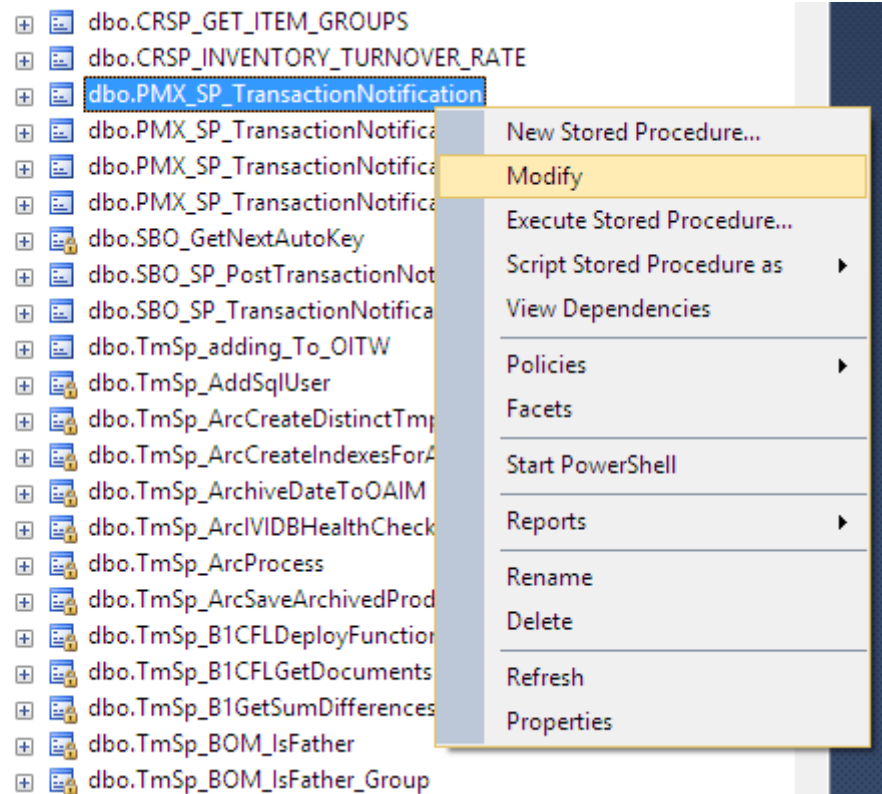 dbo.CRSP_GET_ITEM_GROUPS
dbo.CRSP_INVENTORY_TURNOVER_RATE
dbo.PMX_SP_TransactionNotification
dbo.PMX_SP_TransactionNotifica
dbo.PMX_SP_TransactionNotifica
dbo.PMX_SP_TransactionNotifica
dbo.SBO_GetNextAutoKey
dbo.SBO_SP_PostTransactionNot
dbo.SBO_SP_TransactionNotifica
dbo.TmSp_adding_To_OITW
dbo.TmSp_AddSqlUser
dbo.TmSp_ArcCreateDistinctTmp
dbo.TmSp_ArcCreateIndexesForA
dbo.TmSp_ArchiveDateToOAIM
dbo.TmSp_ArcIVIDBHealthCheck
dbo.TmSp_ArcProcess
dbo.TmSp_ArcSaveArchivedProd
dbo.TmSp_B1CFLDeployFunction
dbo.TmSp_B1CFLGetDocuments
dbo.TmSp_B1GetSumDifferences
dbo.TmSp_BOM_IsFather
dbo.TmSp_BOM_IsFather_Group
New Stored Procedure...
Modify
Execute Stored Procedure...
Script Stored Procedure as
View Dependencies
Policies
Facets
Start PowerShell
Reports
Rename
Delete
Refresh
Properties